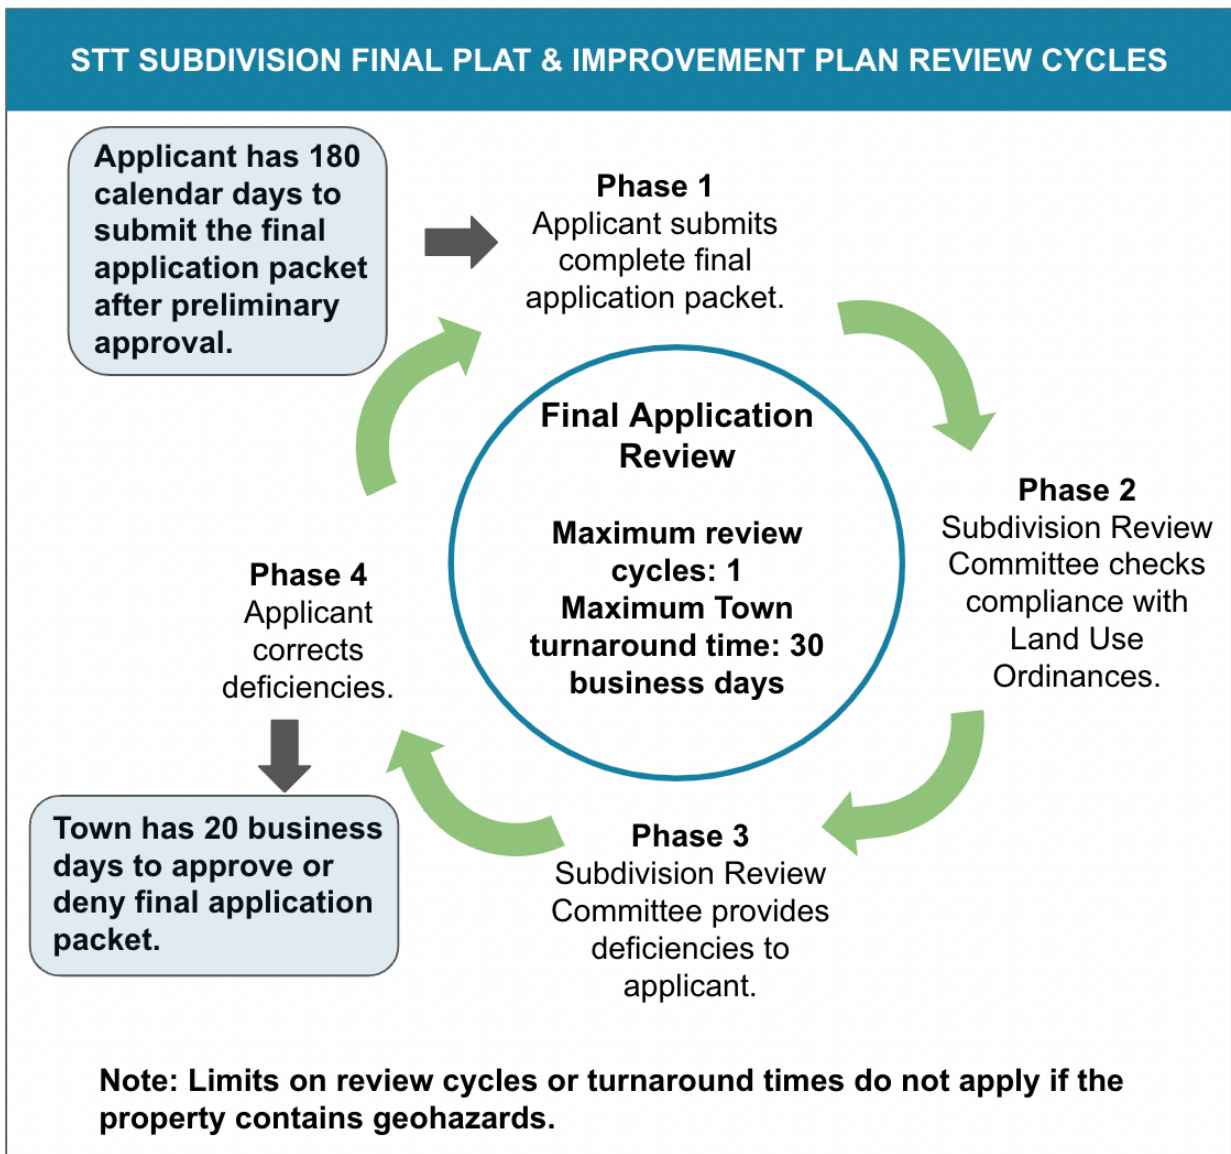 STT SUBDIVISION FINAL PLAT & IMPROVEMENT PLAN REVIEW CYCLES
Applicant has 180
calendar days to
submit the final
application packet
after preliminary
approval.
Phase 1
Applicant submits
complete final
application packet.
Final Application
Review
Maximum review
cycles: 1
Maximum Town
turnaround time: 30
business days
Phase 2
Subdivision Review
Committee checks
compliance with
Land Use
Ordinances.
Phase 3
Subdivision Review
Committee provides
deficiencies to
applicant.
Phase 4
Applicant
corrects
deficiencies.
Town has 20 business
days to approve or
deny final application
packet.
Note: Limits on review cycles or turnaround times do not apply if the
property contains geohazards.